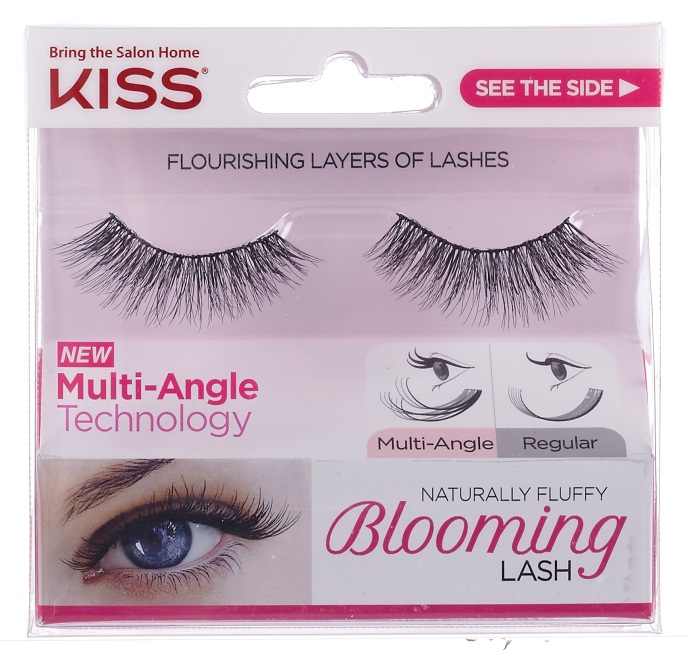 Bring the Salon Home
KISS®
SEE THE SIDE ▶
FLOURISHING LAYERS OF LASHES
NEW
Multi-Angle
Technology
Multi-Angle
Regular
NATURALLY FLUFFY
Blooming
LASH